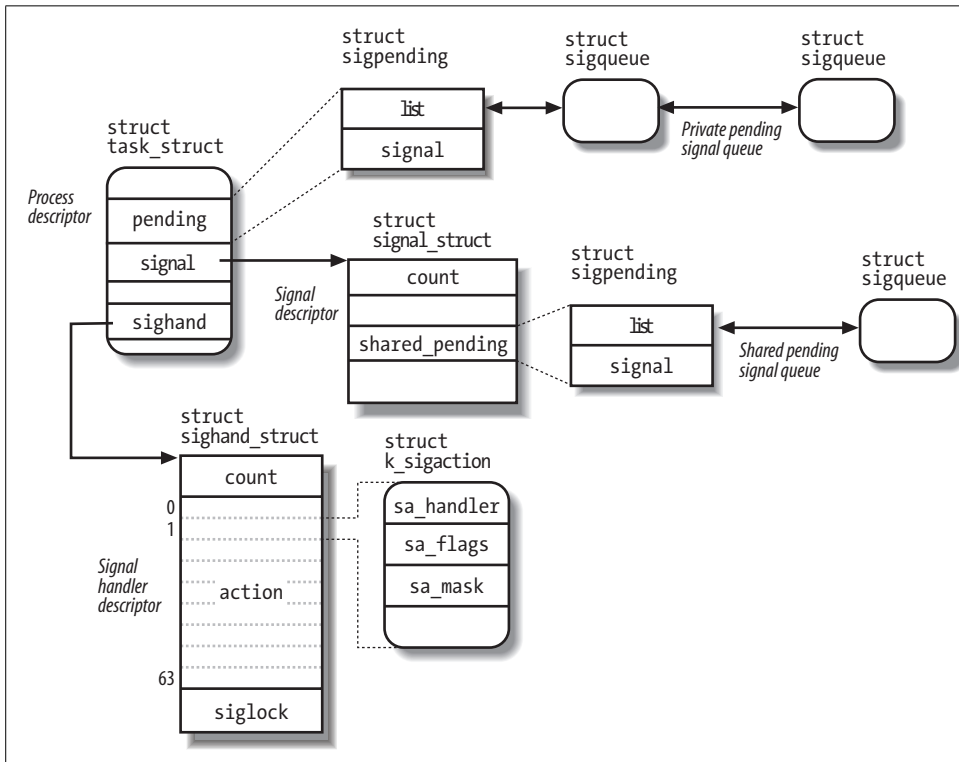 struct
sigpending
struct
sigqueue
struct
sigqueue
list
signal
Private pending
signal queue
struct
task_struct
Process
descriptor
pending
signal
sighand
struct
signal_struct
Signal
descriptor
count
shared_pending
struct
sigpending
list
signal
struct
sigqueue
Shared pending
signal queue
struct
sighand_struct
count
0
1
Signal
handler
descriptor
action
63
siglock
struct
k_sigaction
sa_handler
sa_flags
sa_mask